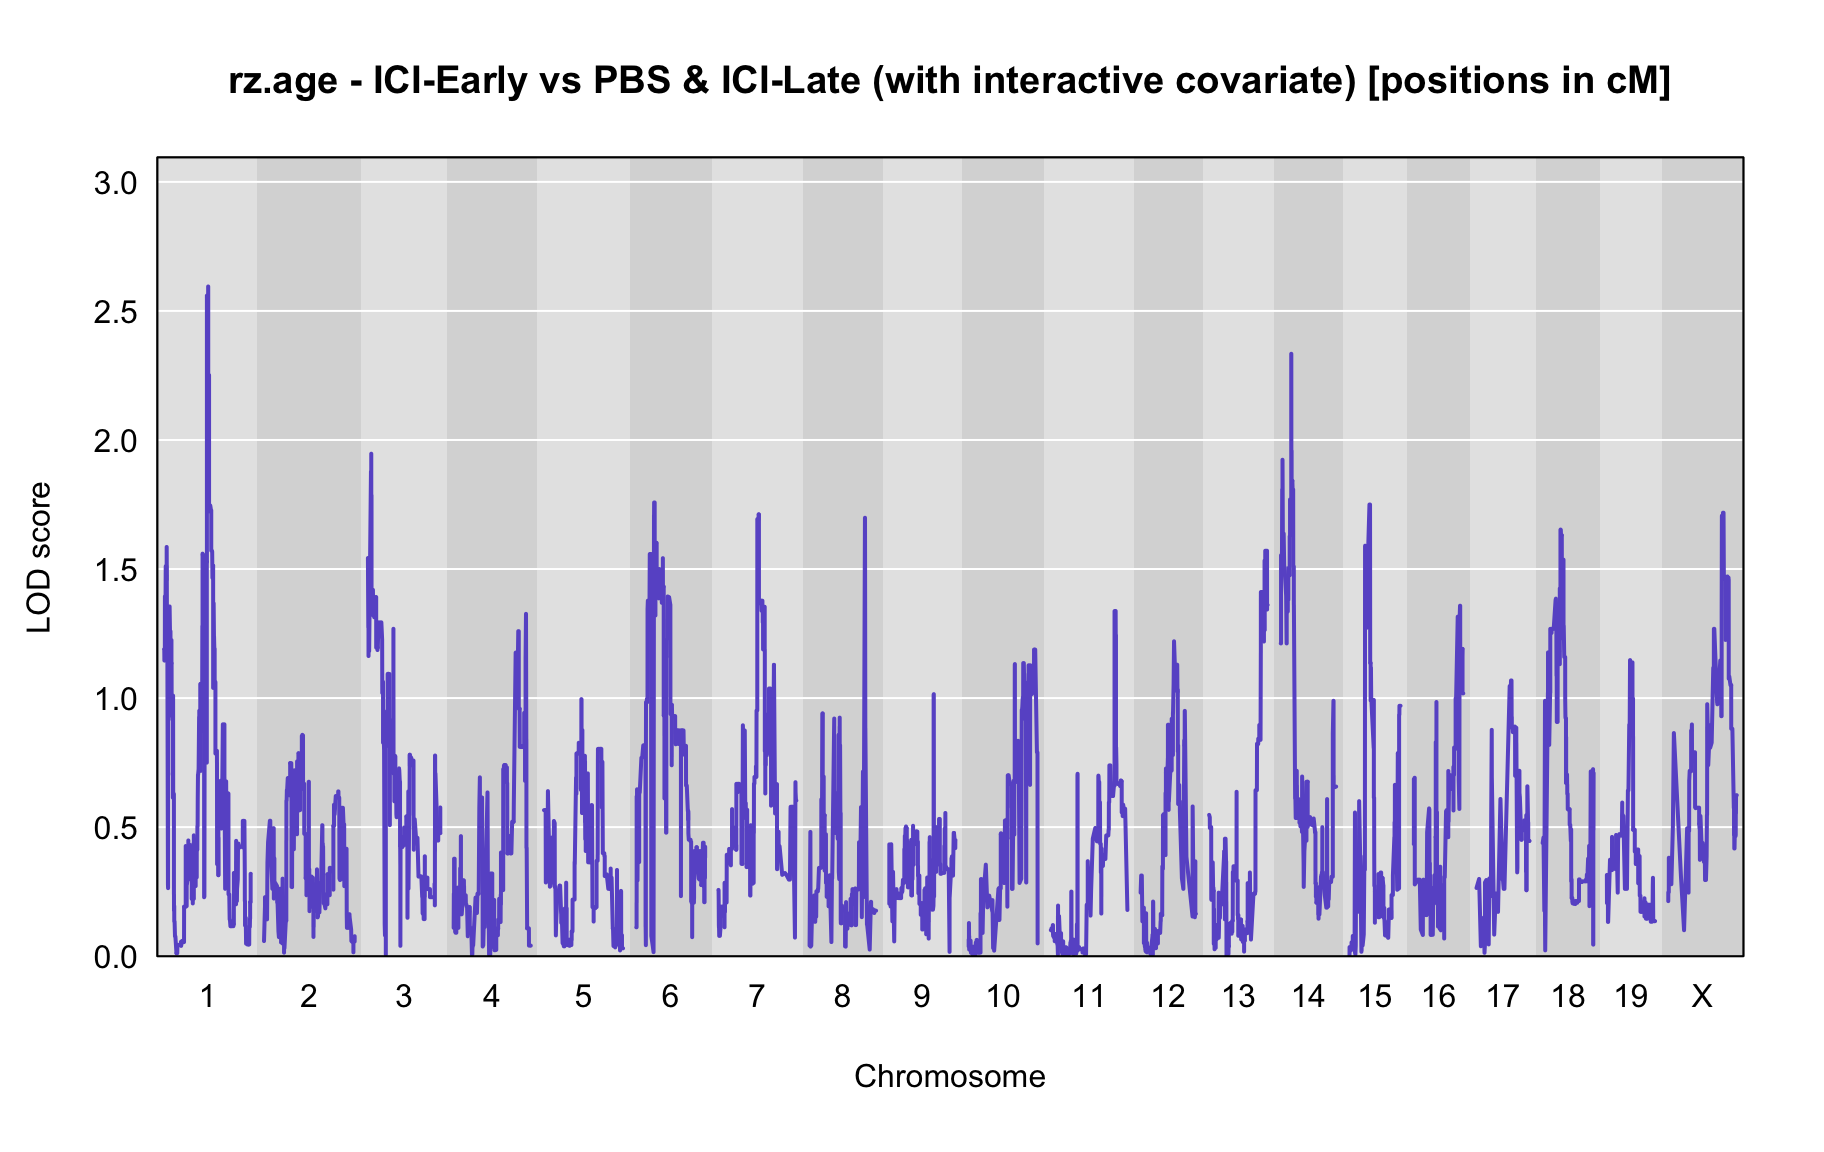 rz.age - ICI-Early vs PBS & ICI-Late (with interactive covariate) [positions in cM]
3.0
2.5
2.0
1.5
1.0
0.5
0.0
LOD score
1 2 3 4 5 6 7 8 9 10 11 12 13 14 15 16 17 18 19 X
Chromosome